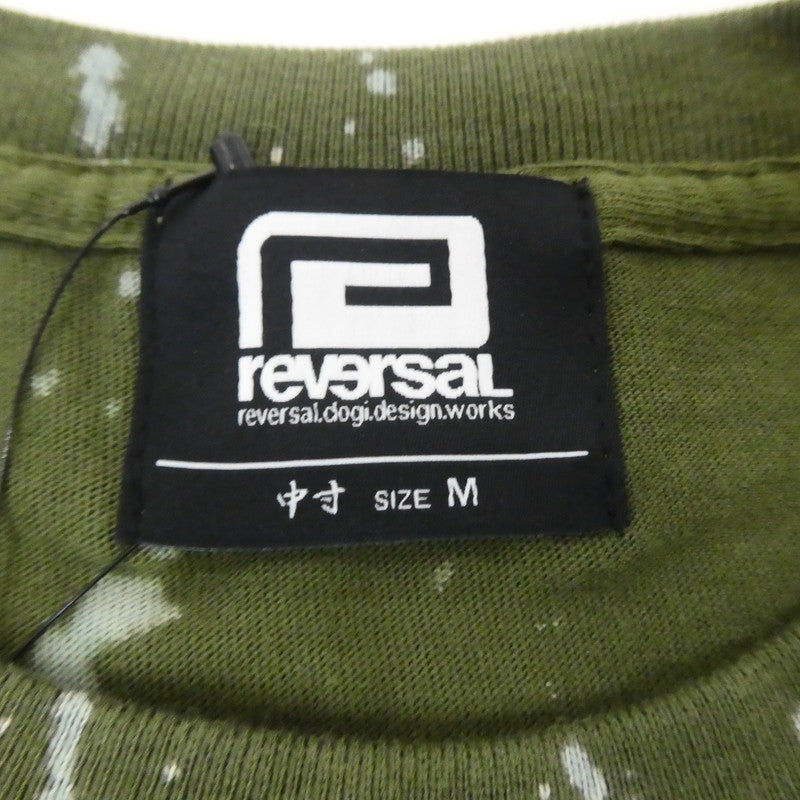 reversal
reversal.dogi.design.works
中寸 SIZE M